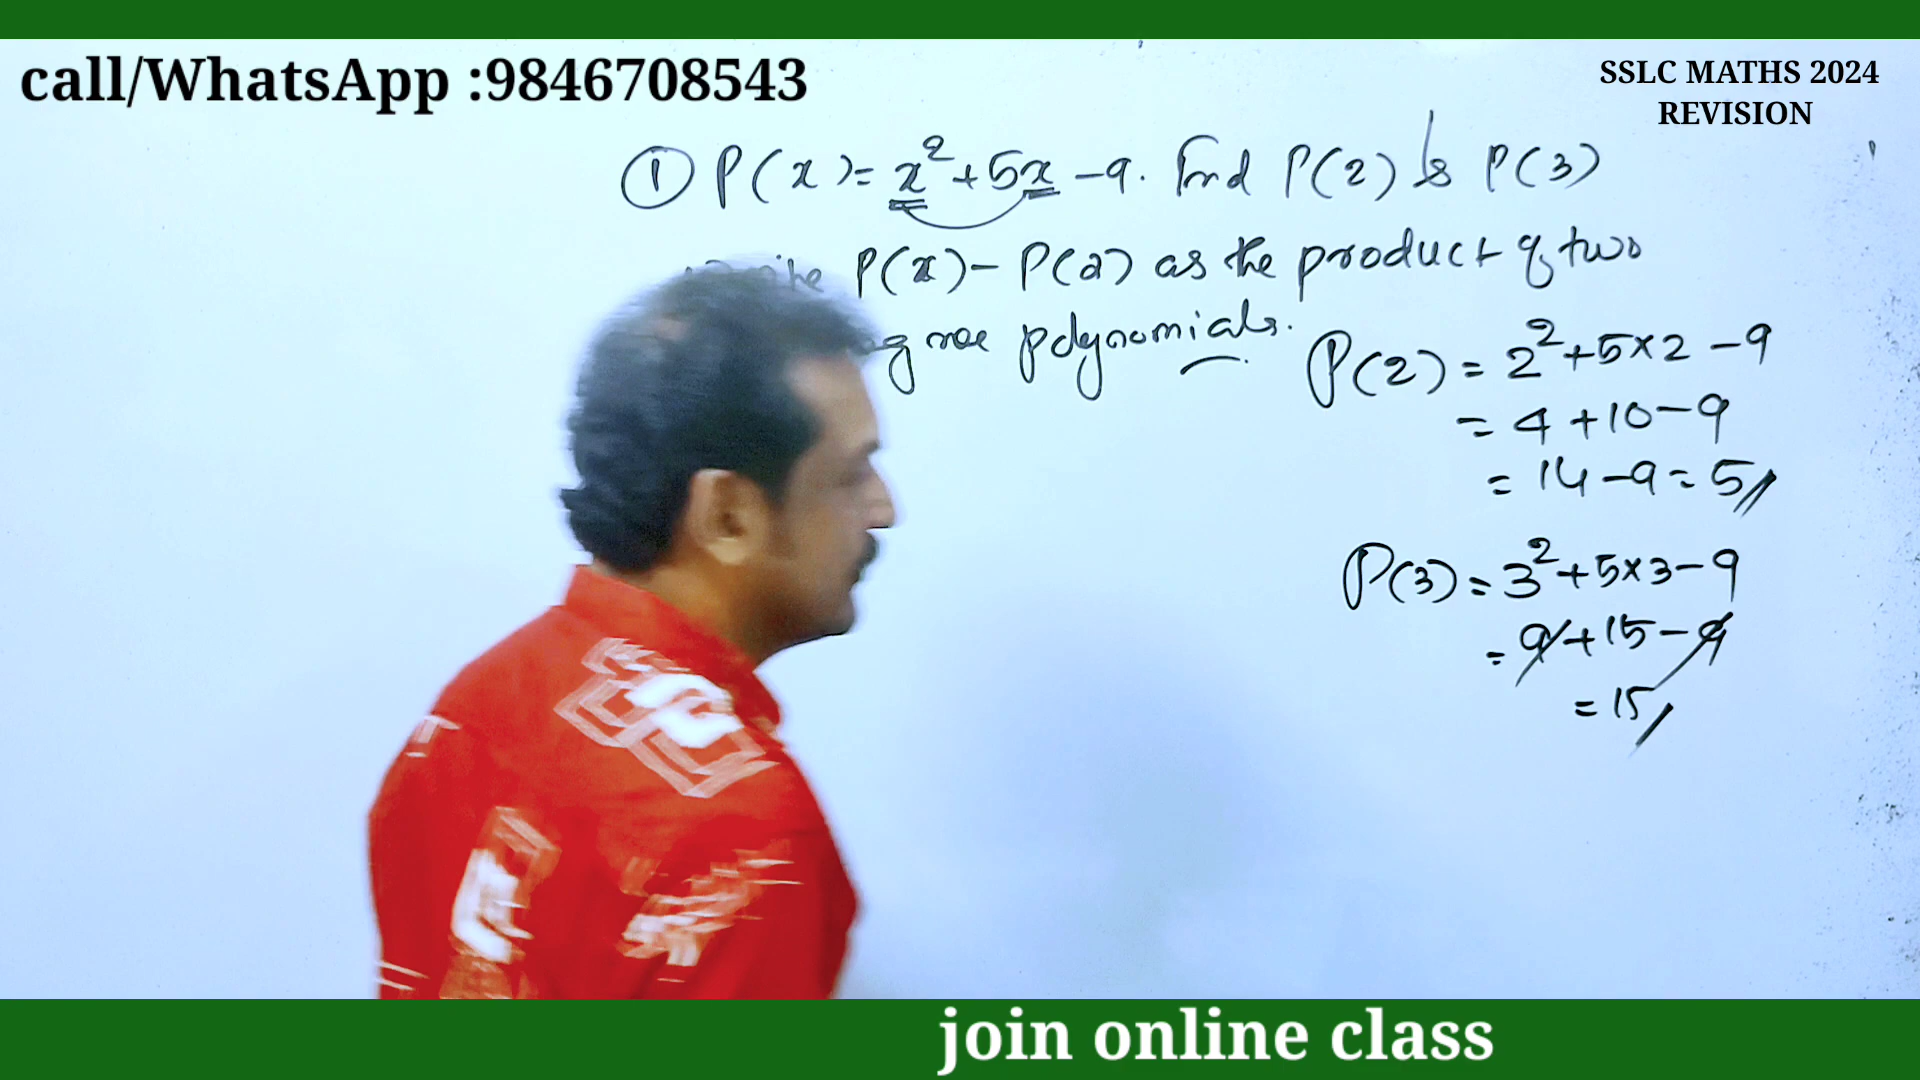 call/WhatsApp :9846708543
SSLC MATHS 2024
REVISION
① P(x)= x²+5x-9. Find P(2) & P(3)
P(x)- P(2) as the product of two
polynomials.
P(2) = 2²+5×2 -9
= 4 +10-9
= 14-9 = 5
P(3) = 3²+5×3-9
= 9+15-9
= 15
join online class